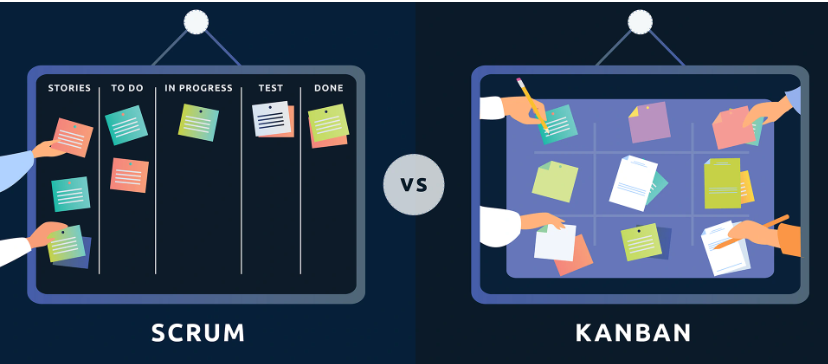 STORIES TO DO IN PROGRESS TEST DONE
VS
SCRUM
KANBAN